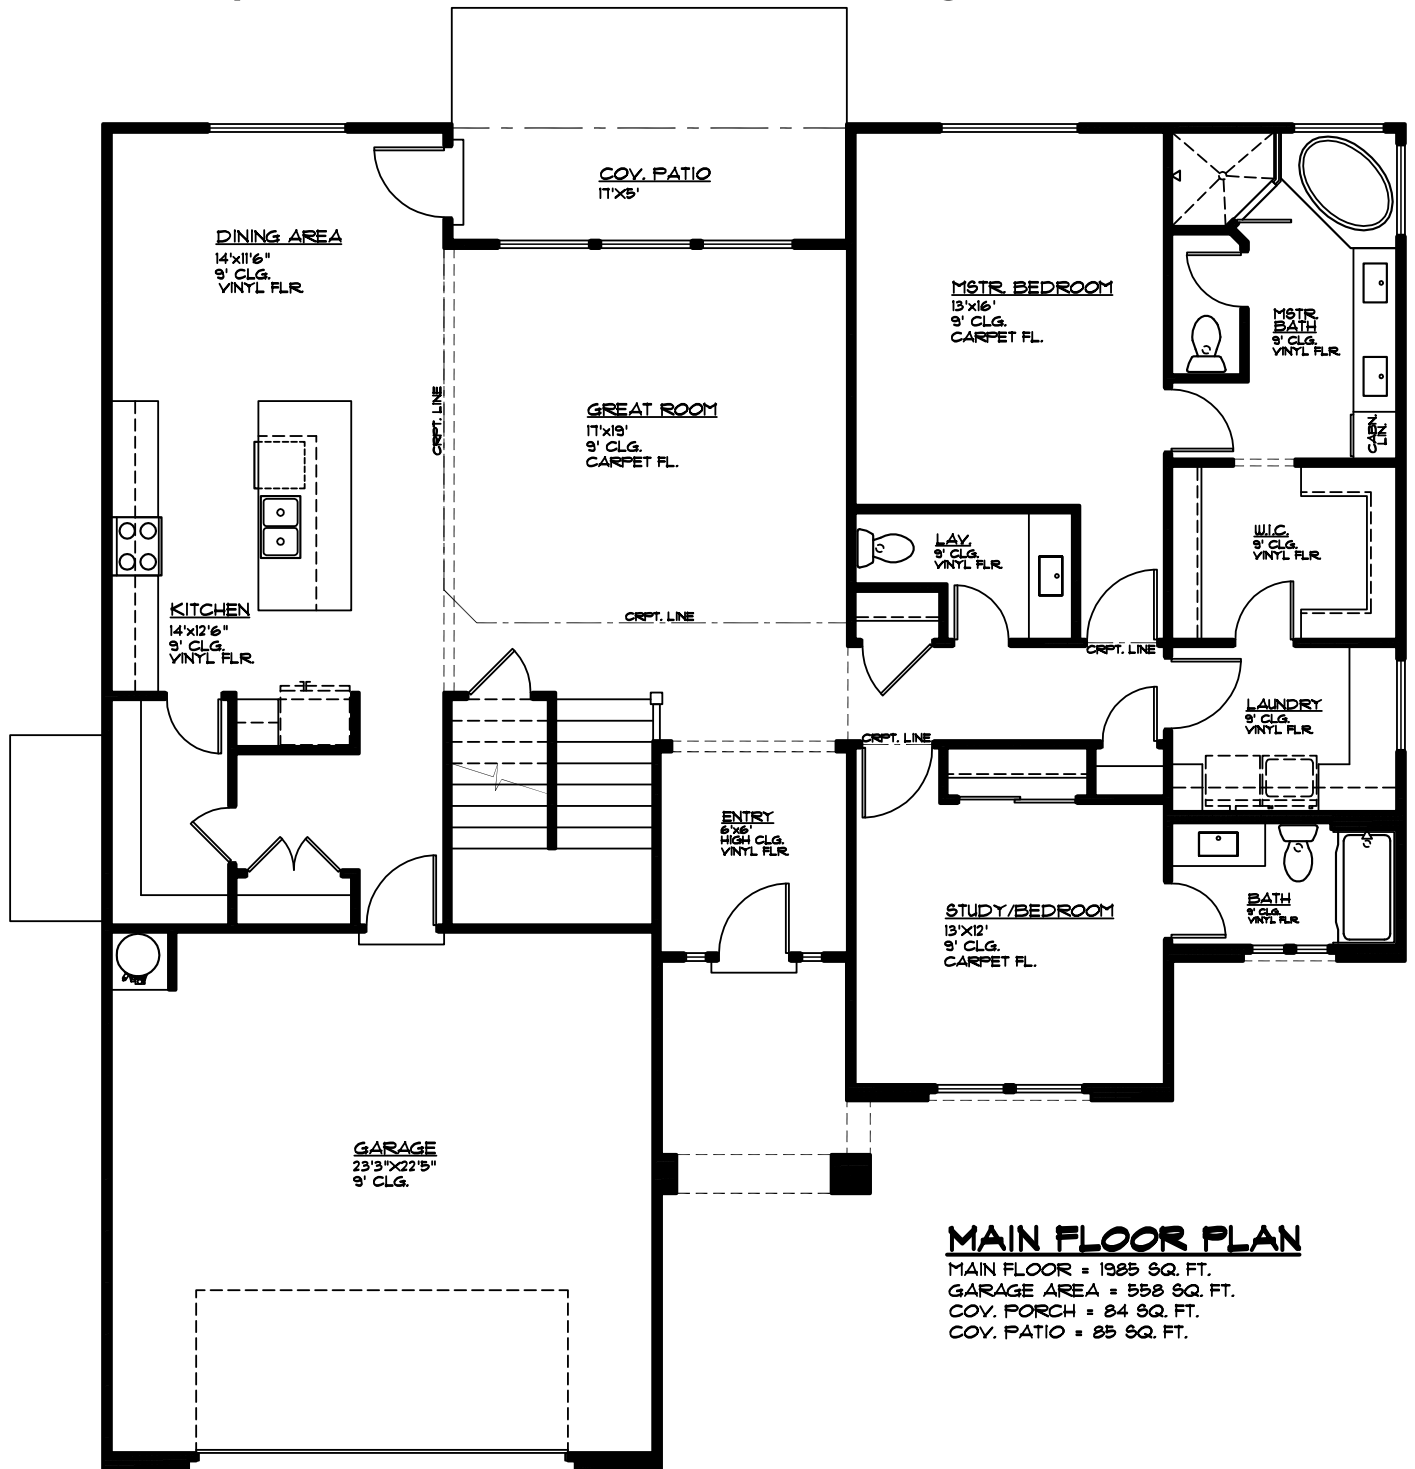 COV. PATIO
17'X5'
DINING AREA
14'x11'6"
9' CLG.
VINYL FLR.
MSTR. BEDROOM
13'x16'
9' CLG.
CARPET FL.
MSTR.
BATH
9' CLG.
VINYL FLR.
CRPT. LINE
GREAT ROOM
17'x19'
9' CLG.
CARPET FL.
CABN.
LIN.
LAV.
9' CLG.
VINYL FLR.
W.I.C.
9' CLG.
VINYL FLR.
KITCHEN
14'x12'6"
9' CLG.
VINYL FLR.
CRPT. LINE
CRPT. LINE
LAUNDRY
9' CLG.
VINYL FLR.
CRPT. LINE
ENTRY
6'x6'
HIGH CLG.
VINYL FLR.
STUDY/BEDROOM
13'X12'
9' CLG.
CARPET FL.
BATH
9' CLG.
VINYL FLR.
GARAGE
23'3"X22'5"
9' CLG.
MAIN FLOOR PLAN
MAIN FLOOR = 1985 SQ. FT.
GARAGE AREA = 558 SQ. FT.
COV. PORCH = 84 SQ. FT.
COV. PATIO = 85 SQ. FT.